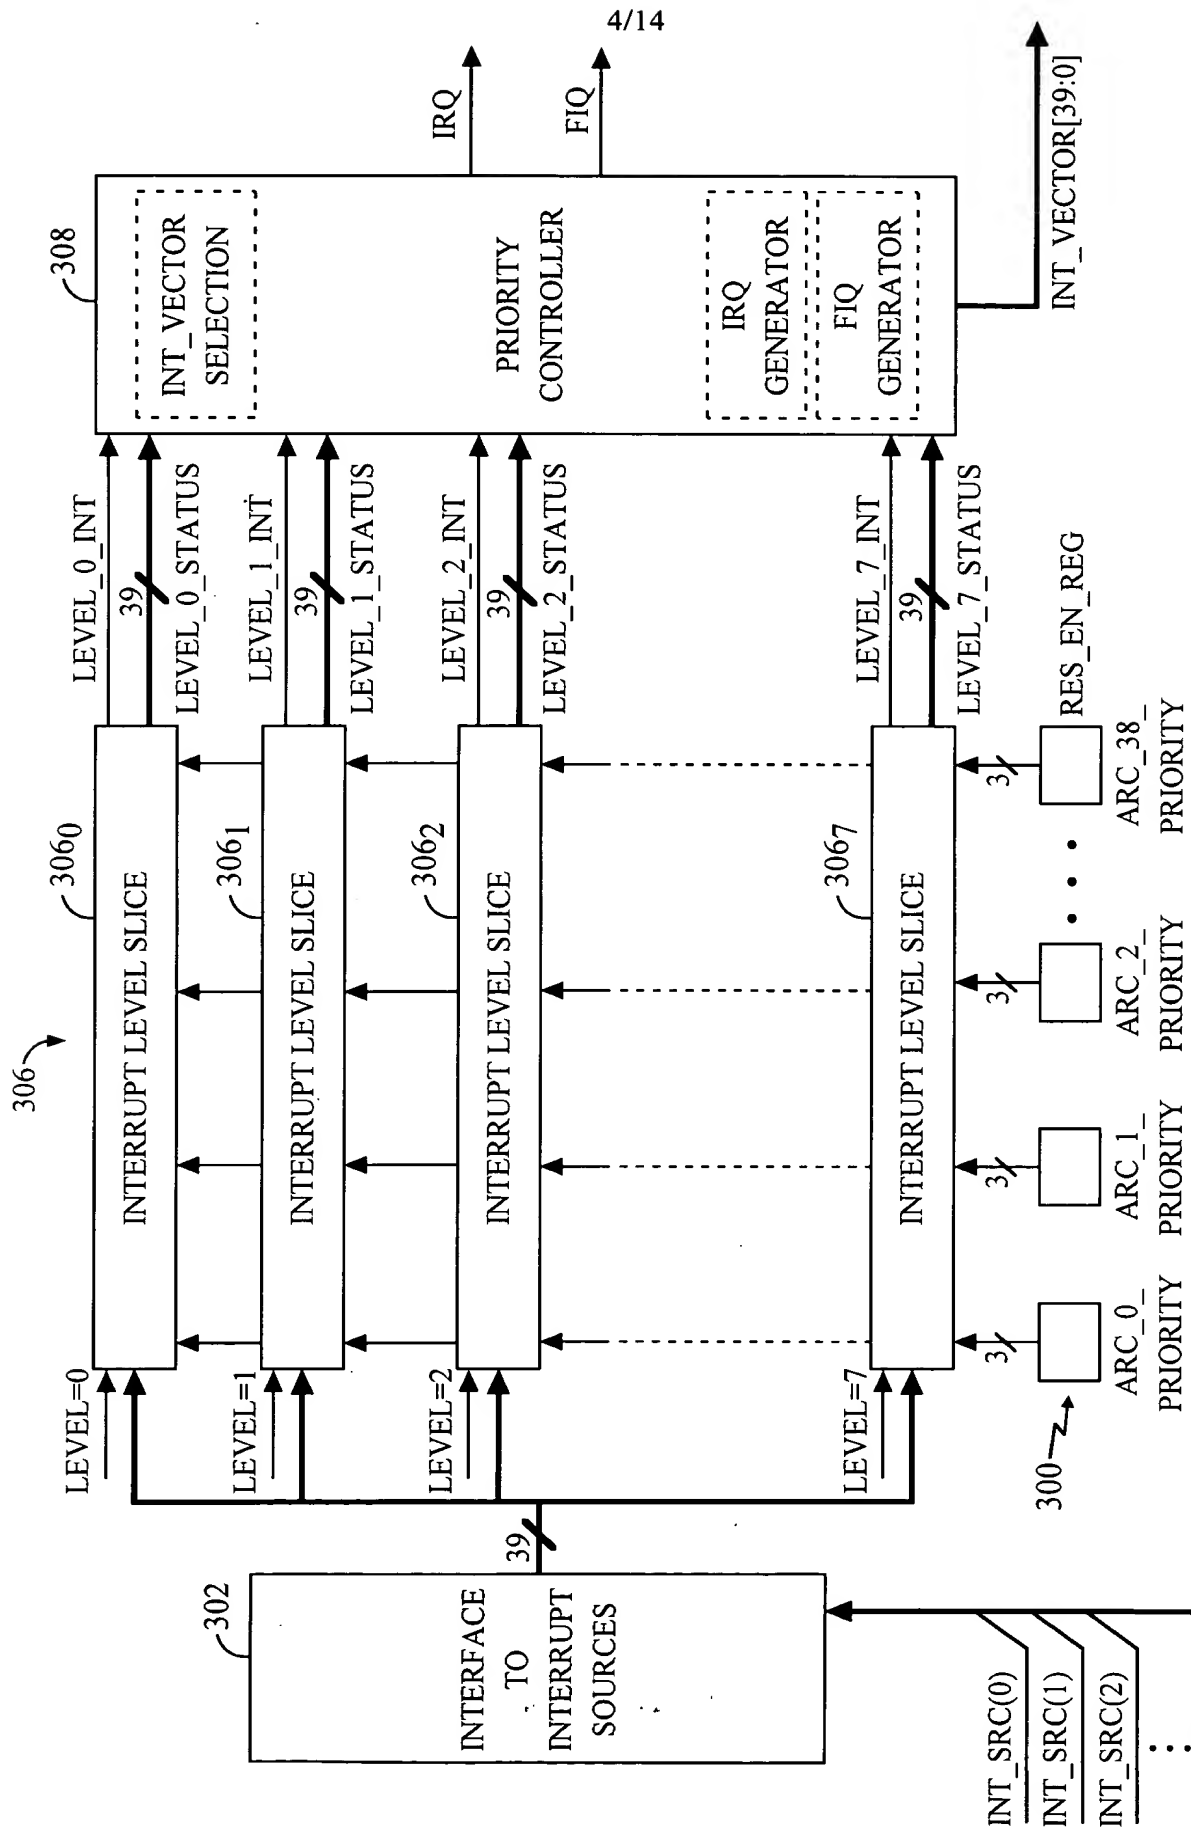 4/14
306
302
INTERFACE
TO
INTERRUPT
SOURCES
39
INT_SRC(0)
INT_SRC(1)
INT_SRC(2)
LEVEL=0
INTERRUPT LEVEL SLICE
306₀
LEVEL_0_INT
39
LEVEL_0_STATUS
LEVEL=1
INTERRUPT LEVEL SLICE
306₁
LEVEL_1_INT
39
LEVEL_1_STATUS
LEVEL=2
INTERRUPT LEVEL SLICE
306₂
LEVEL_2_INT
39
LEVEL_2_STATUS
LEVEL=7
INTERRUPT LEVEL SLICE
306₇
LEVEL_7_INT
39
LEVEL_7_STATUS
308
INT_VECTOR
SELECTION
PRIORITY
CONTROLLER
IRQ
GENERATOR
FIQ
GENERATOR
IRQ
FIQ
INT_VECTOR[39:0]
300
3
3
3
3
RES_EN_REG
ARC_0_
PRIORITY
ARC_1_
PRIORITY
ARC_2_
PRIORITY
ARC_38_
PRIORITY